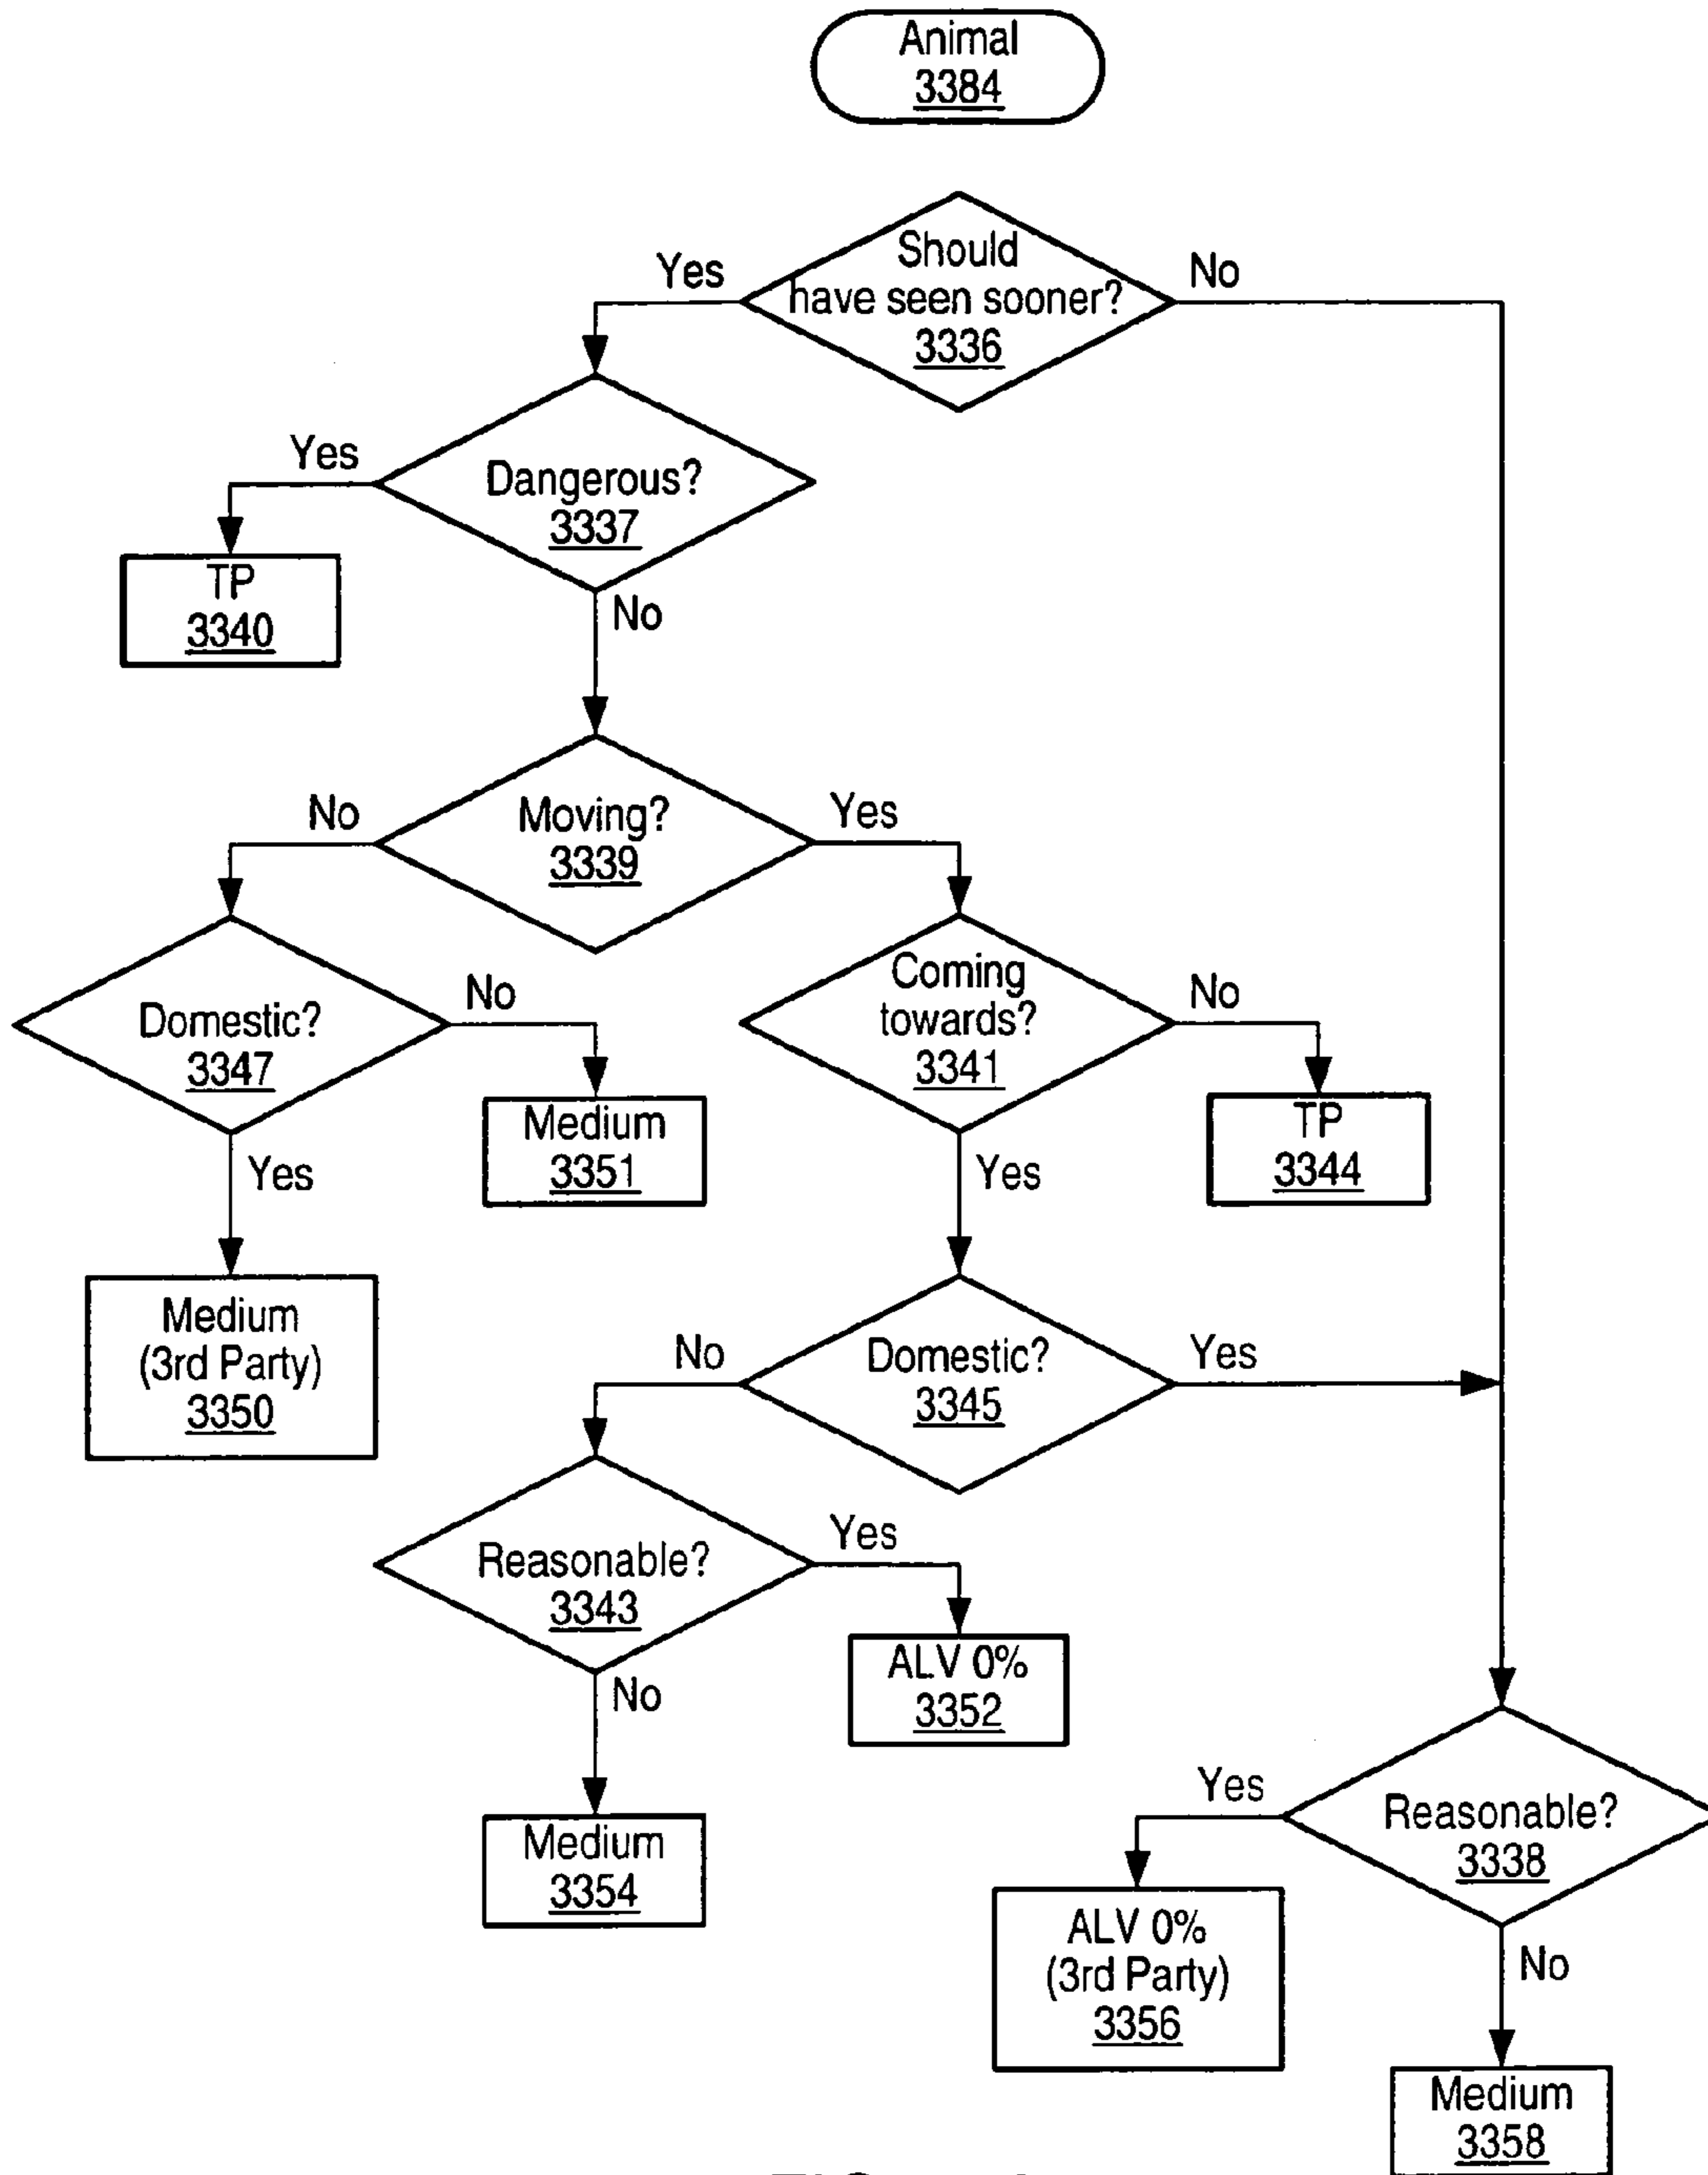 Animal
3384
Should
have seen sooner?
3336
Yes
No
Dangerous?
3337
Yes
No
TP
3340
Moving?
3339
No
Yes
Domestic?
3347
No
Yes
Coming
towards?
3341
No
Yes
Medium
3351
TP
3344
Medium
(3rd Party)
3350
Domestic?
3345
No
Yes
Reasonable?
3343
Yes
No
ALV 0%
3352
Medium
3354
Reasonable?
3338
Yes
No
ALV 0%
(3rd Party)
3356
Medium
3358